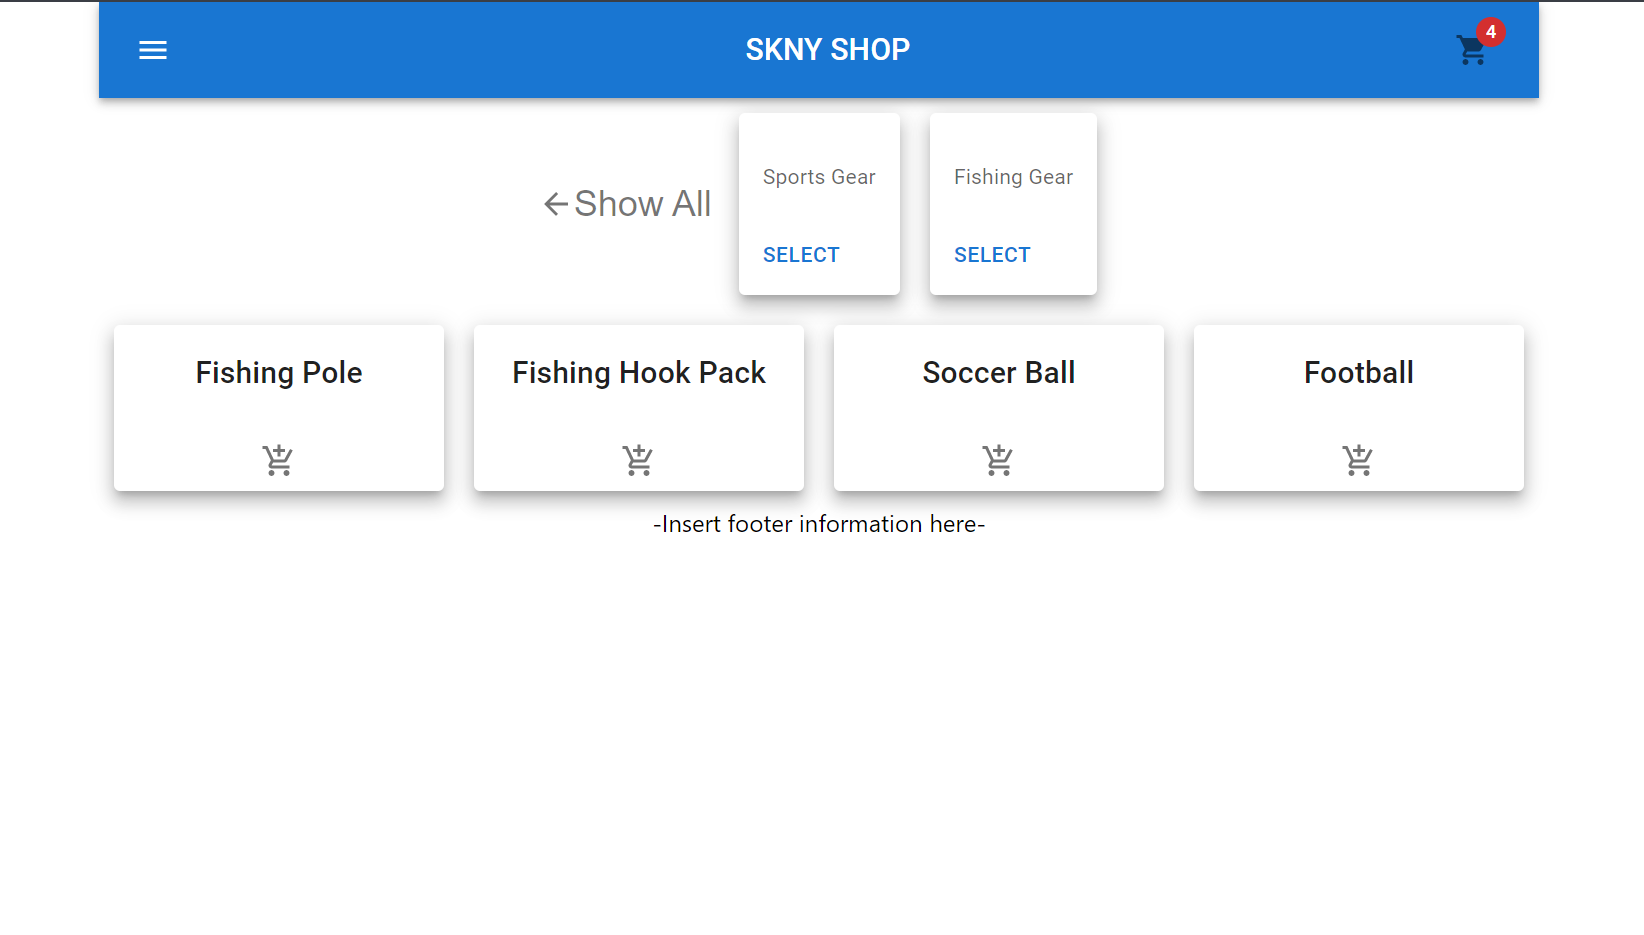 SKNY SHOP
4
Show All
Sports Gear
SELECT
Fishing Gear
SELECT
Fishing Pole
Fishing Hook Pack
Soccer Ball
Football
-Insert footer information here-